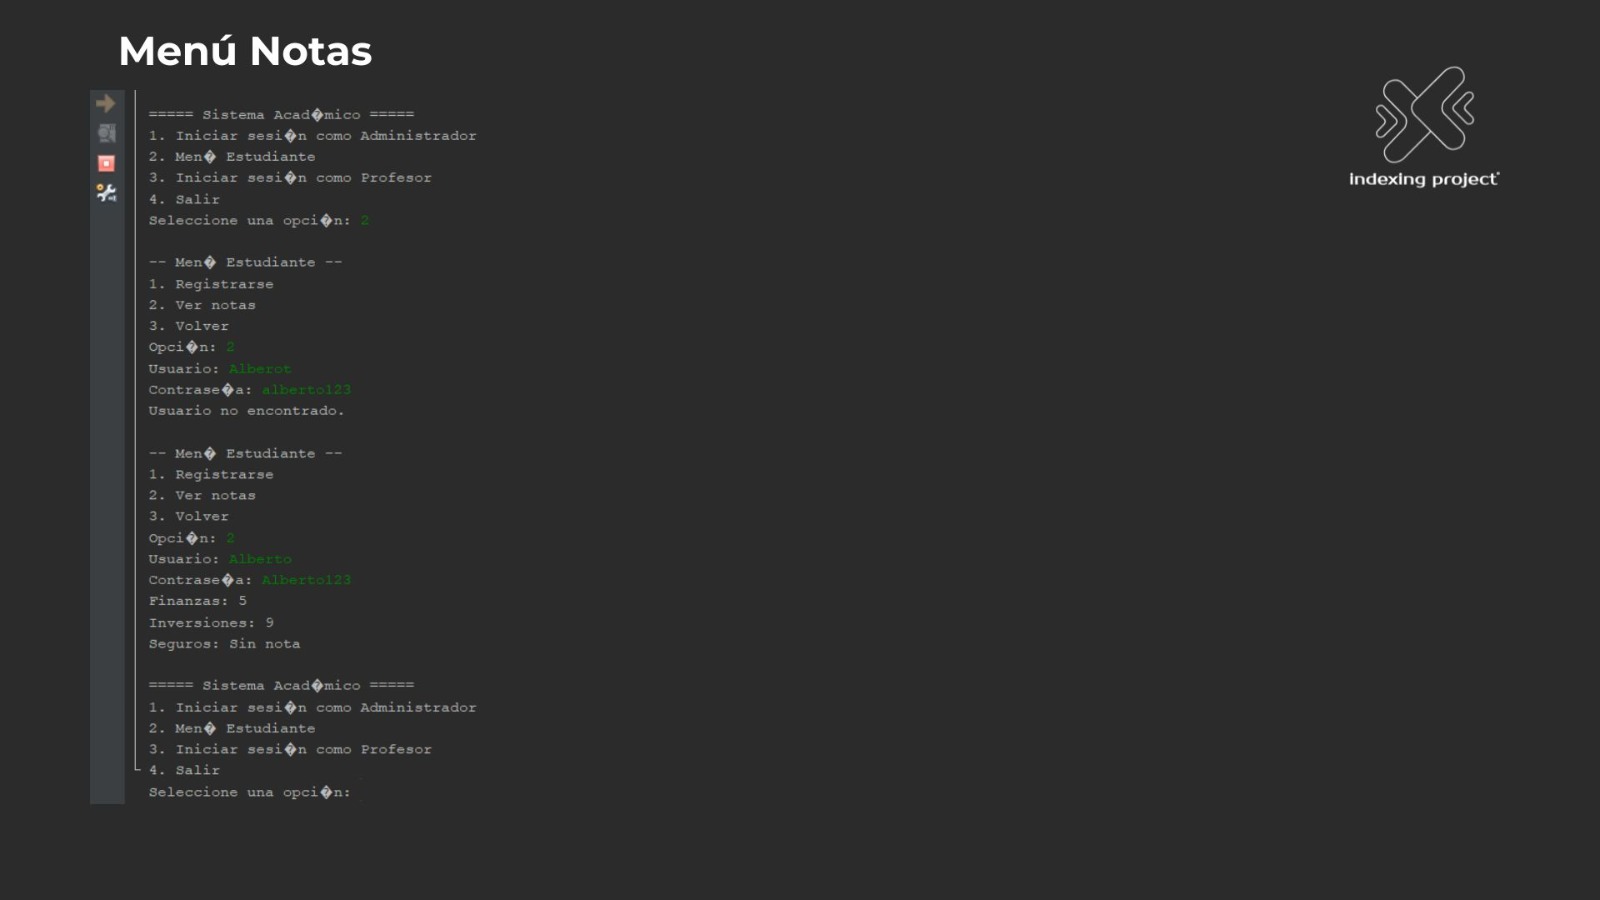 Menú Notas
indexing project
===== Sistema Acad�mico =====
1. Iniciar sesi�n como Administrador
2. Men� Estudiante
3. Iniciar sesi�n como Profesor
4. Salir
Seleccione una opci�n: 2
-- Men� Estudiante --
1. Registrarse
2. Ver notas
3. Volver
Opci�n: 2
Usuario: Alberot
Contrase�a: alberto123
Usuario no encontrado.
-- Men� Estudiante --
1. Registrarse
2. Ver notas
3. Volver
Opci�n: 2
Usuario: Alberto
Contrase�a: Alberto123
Finanzas: 5
Inversiones: 9
Seguros: Sin nota
===== Sistema Acad�mico =====
1. Iniciar sesi�n como Administrador
2. Men� Estudiante
3. Iniciar sesi�n como Profesor
4. Salir
Seleccione una opci�n: